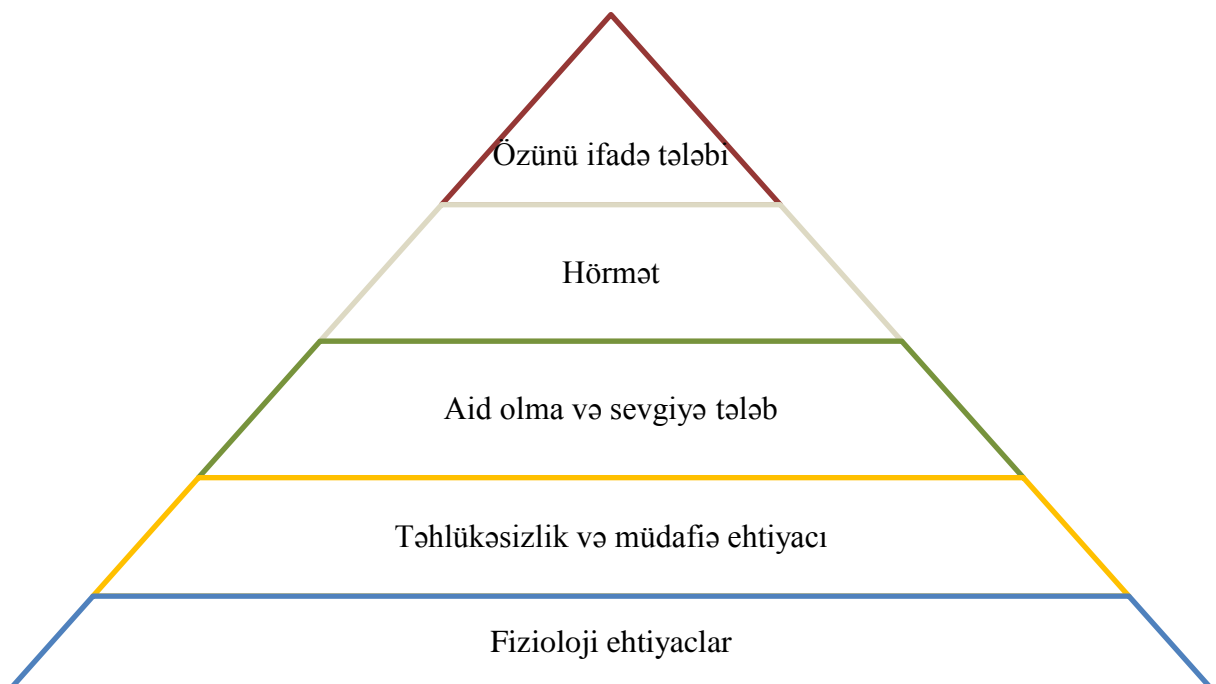 Özünü ifadə tələbi
Hörmət
Aid olma və sevgiyə tələb
Təhlükəsizlik və müdafiə ehtiyacı
Fizioloji ehtiyaclar